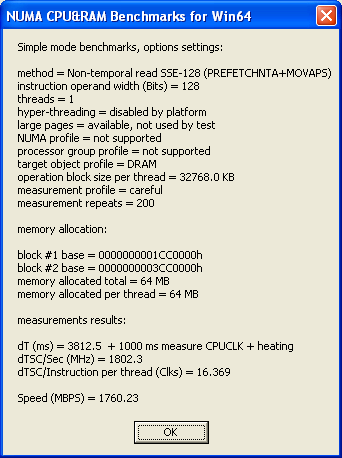 NUMA CPU&RAM Benchmarks for Win64
Simple mode benchmarks, options settings:
method = Non-temporal read SSE-128 (PREFETCHNTA+MOVAPS)
instruction operand width (Bits) = 128
threads = 1
hyper-threading = disabled by platform
large pages = available, not used by test
NUMA profile = not supported
processor group profile = not supported
target object profile = DRAM
operation block size per thread = 32768.0 KB
measurement profile = careful
measurement repeats = 200
memory allocation:
block #1 base = 0000000001CC0000h
block #2 base = 0000000003CC0000h
memory allocated total = 64 MB
memory allocated per thread = 64 MB
measurements results:
dT (ms) = 3812.5  + 1000 ms measure CPUCLK + heating
dTSC/Sec (MHz) = 1802.3
dTSC/Instruction per thread (Clks) = 16.369
Speed (MBPS) = 1760.23
OK